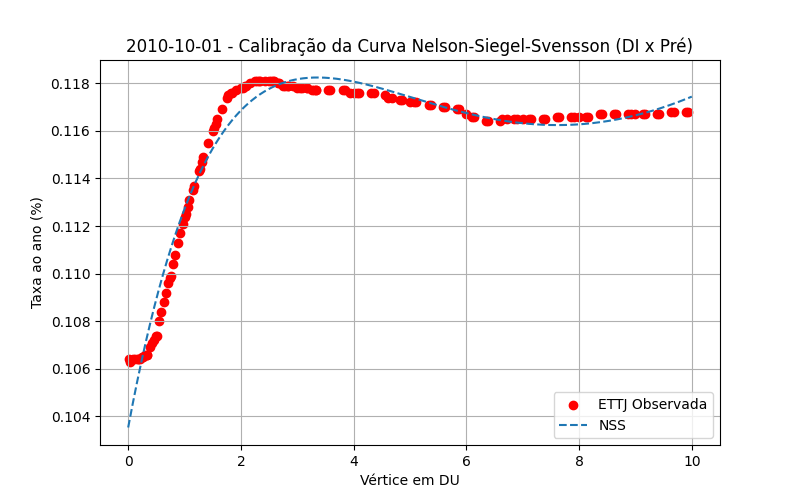 2010-10-01 - Calibração da Curva Nelson-Siegel-Svensson (DI x Pré)
Taxa ao ano (%)
0.118
0.116
0.114
0.112
0.110
0.108
0.106
0.104
0 2 4 6 8 10
Vértice em DU
ETTJ Observada
NSS